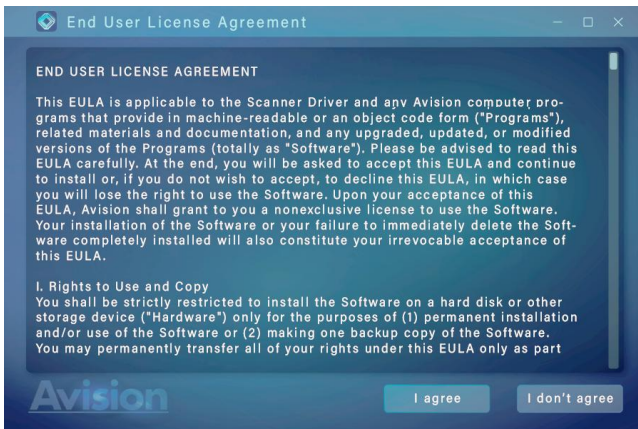 End User License Agreement
END USER LICENSE AGREEMENT
This EULA is applicable to the Scanner Driver and any Avision computer pro-
grams that provide in machine-readable or an object code form ("Programs"),
related materials and documentation, and any upgraded, updated, or modified
versions of the Programs (totally as "Software"). Please be advised to read this
EULA carefully. At the end, you will be asked to accept this EULA and continue
to install or, if you do not wish to accept, to decline this EULA, in which case
you will lose the right to use the Software. Upon your acceptance of this
EULA, Avision shall grant to you a nonexclusive license to use the Software.
Your installation of the Software or your failure to immediately delete the Soft-
ware completely installed will also constitute your irrevocable acceptance of
this EULA.
I. Rights to Use and Copy
You shall be strictly restricted to install the Software on a hard disk or other
storage device ("Hardware") only for the purposes of (1) permanent installation
and/or use of the Software or (2) making one backup copy of the Software.
You may permanently transfer all of your rights under this EULA only as part
Avision
I agree
I don't agree